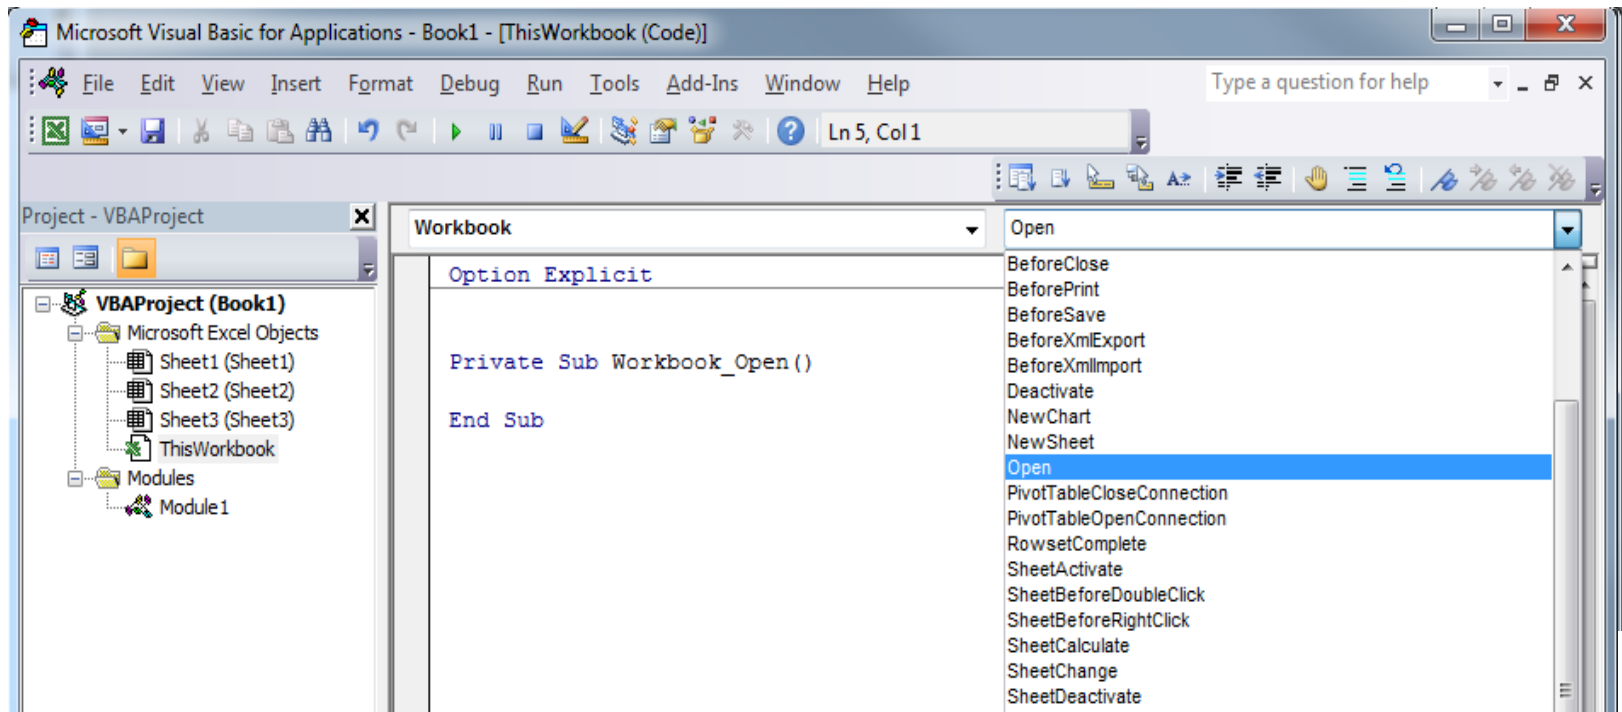 Microsoft Visual Basic for Applications - Book1 - [ThisWorkbook (Code)]
File Edit View Insert Format Debug Run Tools Add-Ins Window Help Type a question for help
Ln 5, Col 1
Project - VBAProject
VBAProject (Book1)
Microsoft Excel Objects
Sheet1 (Sheet1)
Sheet2 (Sheet2)
Sheet3 (Sheet3)
ThisWorkbook
Modules
Module1
Workbook
Option Explicit
Private Sub Workbook_Open()
End Sub
Open
BeforeClose
BeforePrint
BeforeSave
BeforeXmlExport
BeforeXmlImport
Deactivate
NewChart
NewSheet
Open
PivotTableCloseConnection
PivotTableOpenConnection
RowsetComplete
SheetActivate
SheetBeforeDoubleClick
SheetBeforeRightClick
SheetCalculate
SheetChange
SheetDeactivate